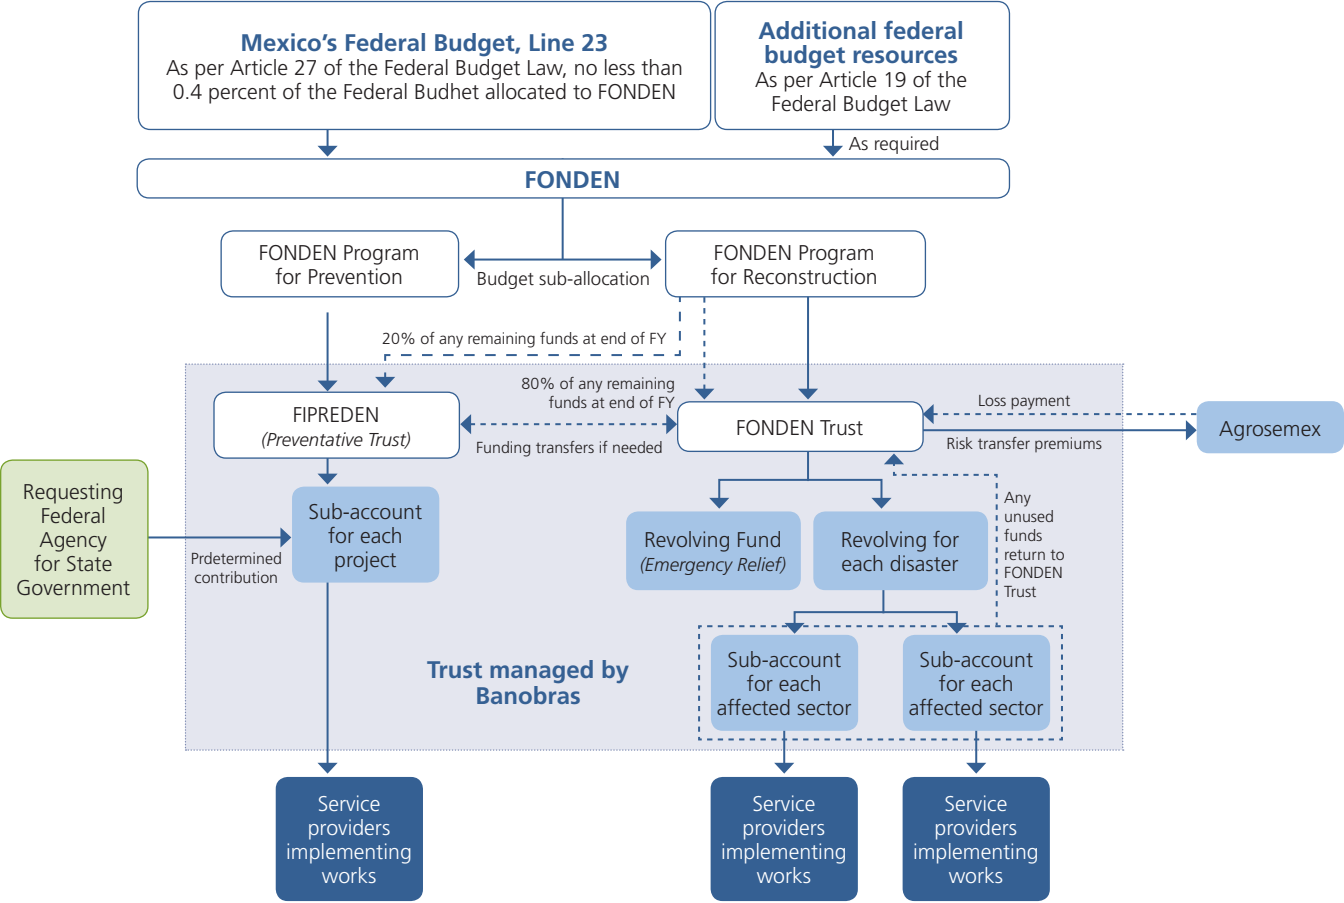 Mexico's Federal Budget, Line 23
As per Article 27 of the Federal Budget Law, no less than
0.4 percent of the Federal Budhet allocated to FONDEN
Additional federal
budget resources
As per Article 19 of the
Federal Budget Law
As required
FONDEN
FONDEN Program
for Prevention
Budget sub-allocation
FONDEN Program
for Reconstruction
20% of any remaining funds at end of FY
80% of any remaining
funds at end of FY
FIPREDEN
(Preventative Trust)
Funding transfers if needed
FONDEN Trust
Loss payment
Risk transfer premiums
Agrosemex
Requesting
Federal
Agency
for State
Government
Prdetermined
contribution
Sub-account
for each
project
Revolving Fund
(Emergency Relief)
Revolving for
each disaster
Any
unused
funds
return to
FONDEN
Trust
Trust managed by
Banobras
Sub-account
for each
affected sector
Sub-account
for each
affected sector
Service
providers
implementing
works
Service
providers
implementing
works
Service
providers
implementing
works